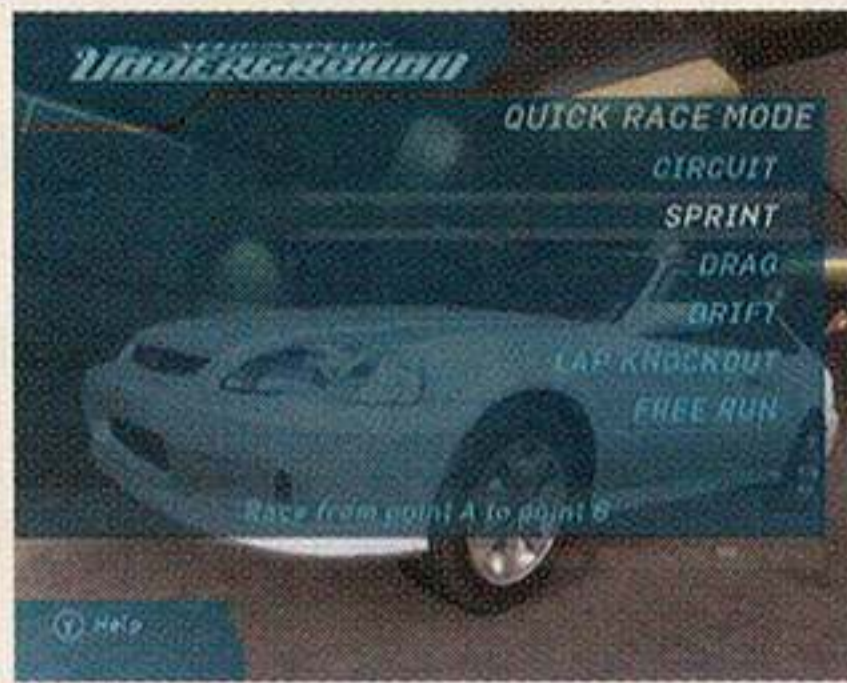 UNDERGROUND
QUICK RACE MODE
CIRCUIT
SPRINT
DRAG
DRIFT
LAP KNOCKOUT
FREE RUN
Race from point A to point B
Y Help